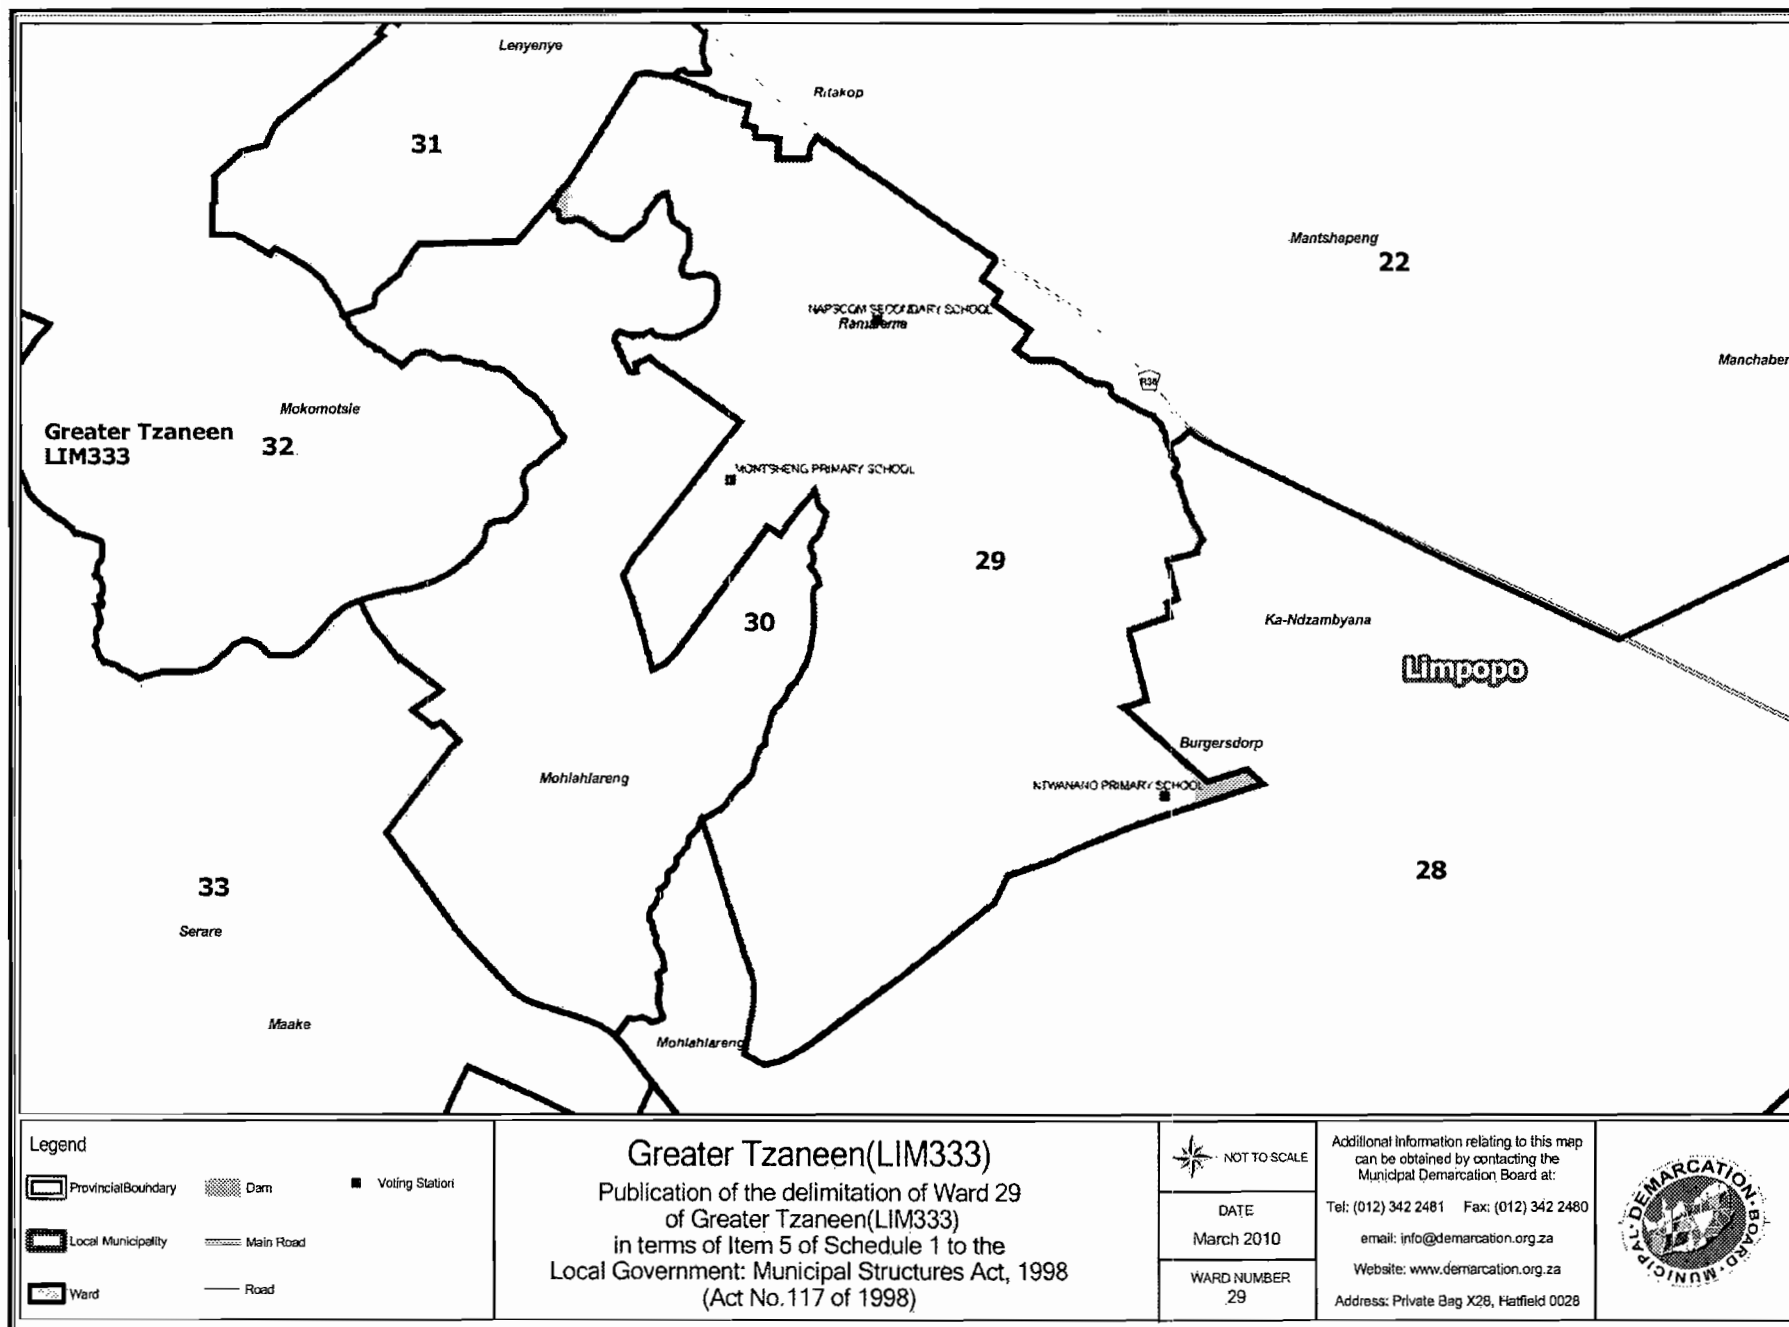 Lenyenye
Ritakop
31
Mantshapeng
22
NAPSCOM SECONDARY SCHOOL
Manchaben
R36
Mokomotsie
Greater Tzaneen
LIM333
32
MONTSHENG PRIMARY SCHOOL
29
30
Ka-Ndzambyana
Limpopo
Burgersdorp
Mohlahlareng
NTWANANO PRIMARY SCHOOL
28
33
Serare
Maake
Mohlahlareng
Legend
ProvincialBoundary
Dam
Voting Station
Local Municipality
Main Road
Ward
Road
Greater Tzaneen(LIM333)
Publication of the delimitation of Ward 29
of Greater Tzaneen(LIM333)
in terms of Item 5 of Schedule 1 to the
Local Government: Municipal Structures Act, 1998
(Act No.117 of 1998)
NOT TO SCALE
DATE
March 2010
WARD NUMBER
29
Additional Information relating to this map
can be obtained by contacting the
Municipal Demarcation Board at:
Tel: (012) 342 2481 Fax: (012) 342 2480
email: info@demarcation.org.za
Website: www.demarcation.org.za
Address: Private Bag X28, Hatfield 0028
MUNICIPAL DEMARCATION BOARD